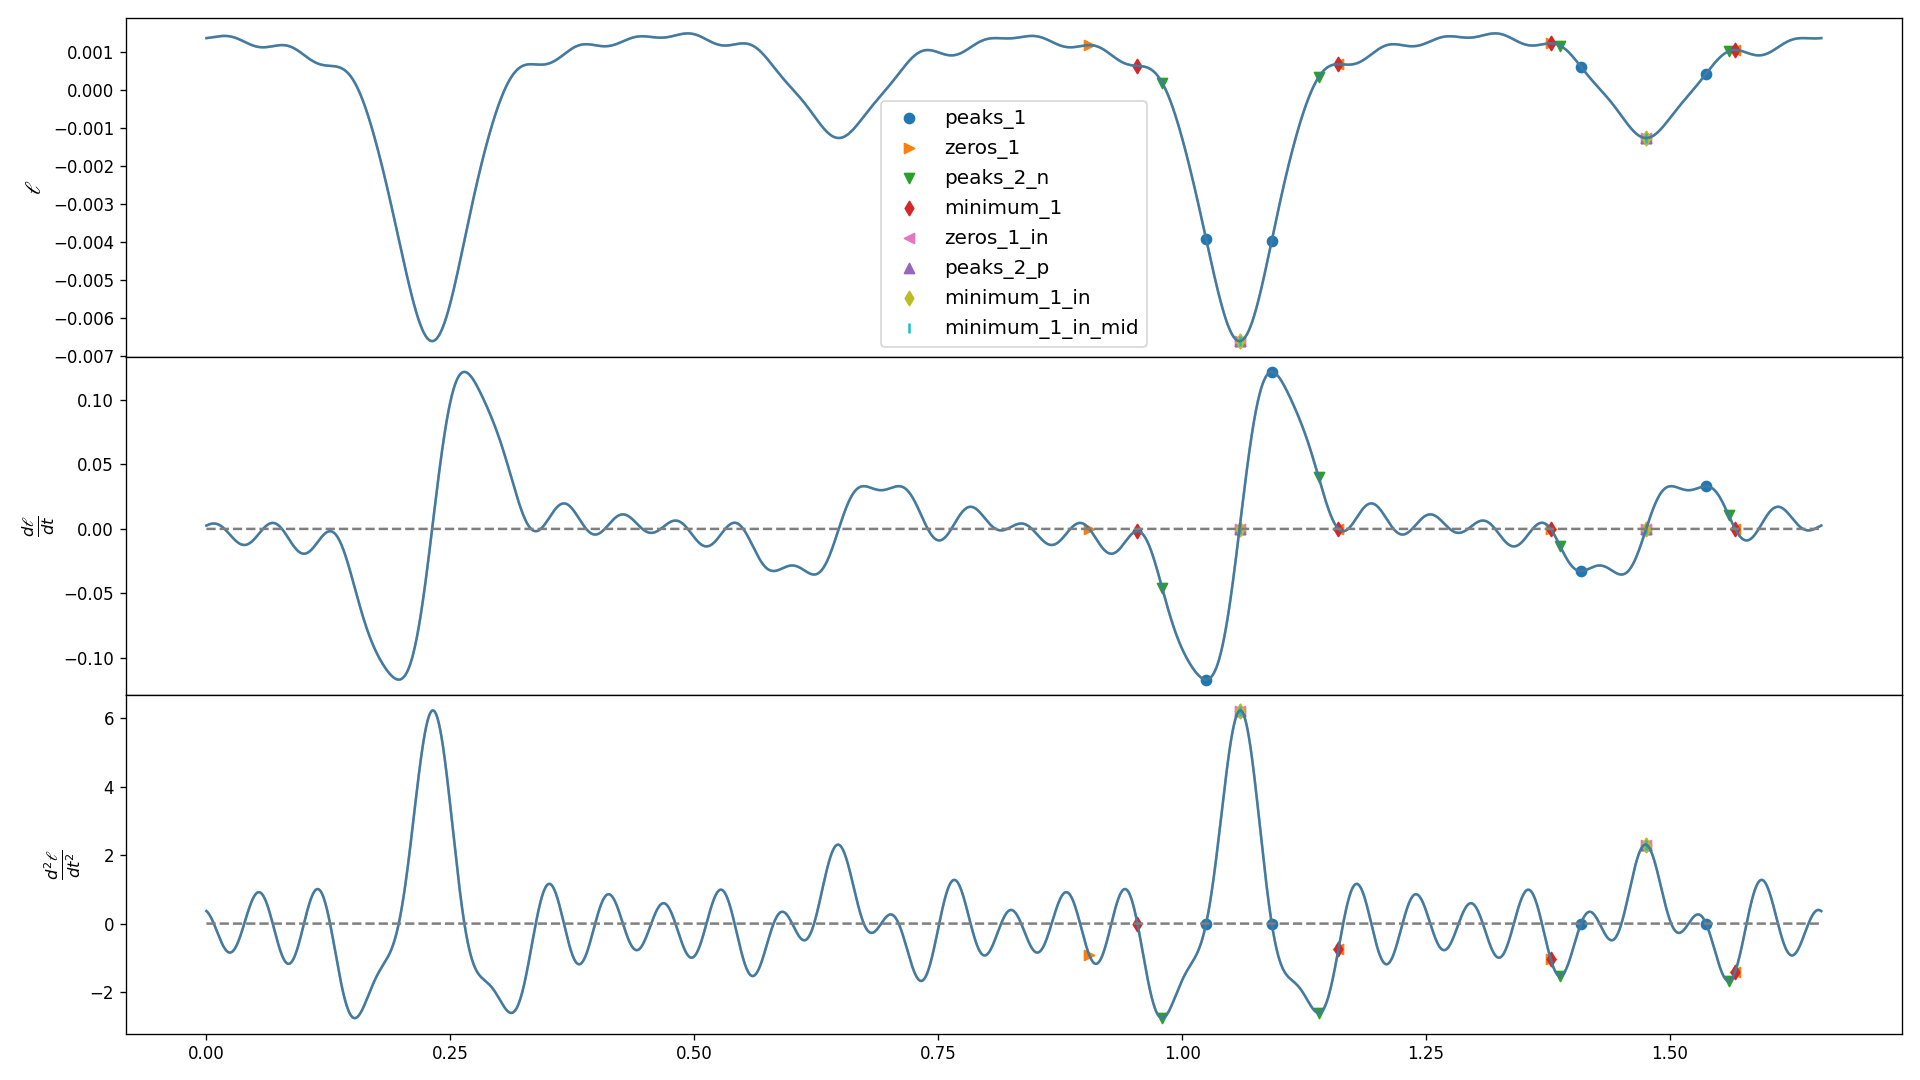 0.001
0.000
−0.001
−0.002
−0.003
−0.004
−0.005
−0.006
−0.007
ℓ
peaks_1
zeros_1
peaks_2_n
minimum_1
zeros_1_in
peaks_2_p
minimum_1_in
minimum_1_in_mid
0.10
0.05
0.00
−0.05
−0.10
dℓ
dt
6
4
2
0
−2
d²ℓ
dt²
0.00 0.25 0.50 0.75 1.00 1.25 1.50